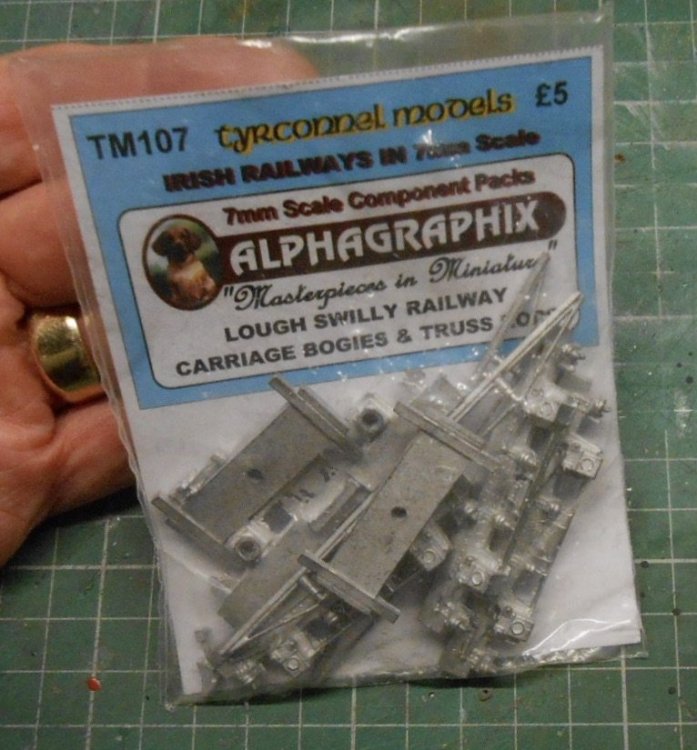 TM107 tyrconnel models £5
IRISH RAILWAYS IN 7mm Scale
7mm Scale Component Packs
ALPHAGRAPHIX
"Masterpieces in Miniature"
LOUGH SWILLY RAILWAY
CARRIAGE BOGIES & TRUSS RODS